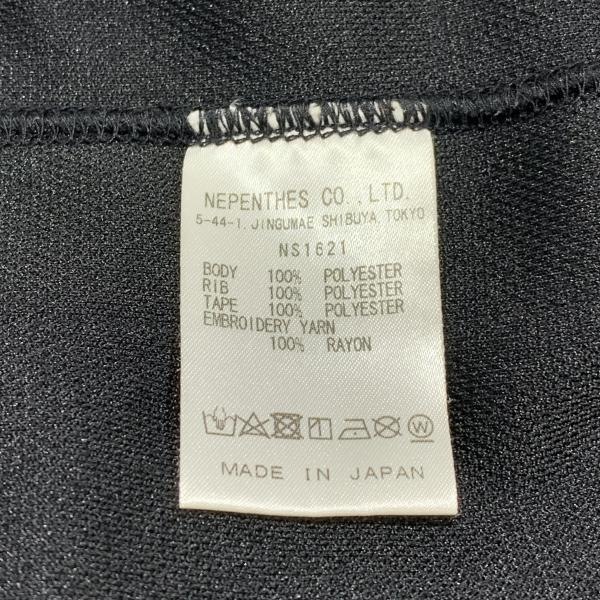 NEPENTHES CO.,LTD.
5-44-1, JINGUMAE SHIBUYA, TOKYO
NS1621
BODY 100% POLYESTER
RIB 100% POLYESTER
TAPE 100% POLYESTER
EMBROIDERY YARN
100% RAYON
W
MADE IN JAPAN